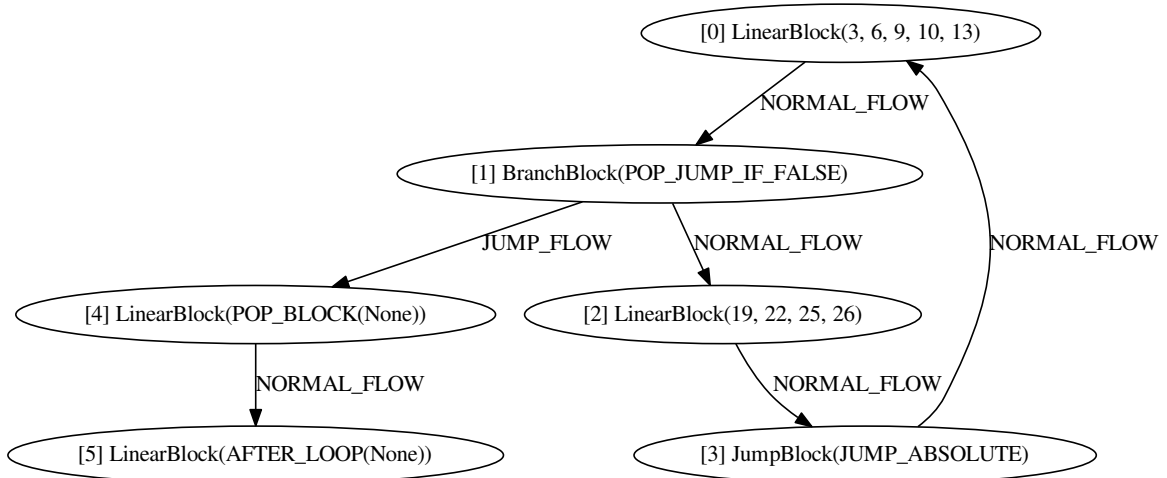 [0] LinearBlock(3, 6, 9, 10, 13)
NORMAL_FLOW
[1] BranchBlock(POP_JUMP_IF_FALSE)
JUMP_FLOW
NORMAL_FLOW
NORMAL_FLOW
[4] LinearBlock(POP_BLOCK(None))
[2] LinearBlock(19, 22, 25, 26)
NORMAL_FLOW
NORMAL_FLOW
[5] LinearBlock(AFTER_LOOP(None))
[3] JumpBlock(JUMP_ABSOLUTE)